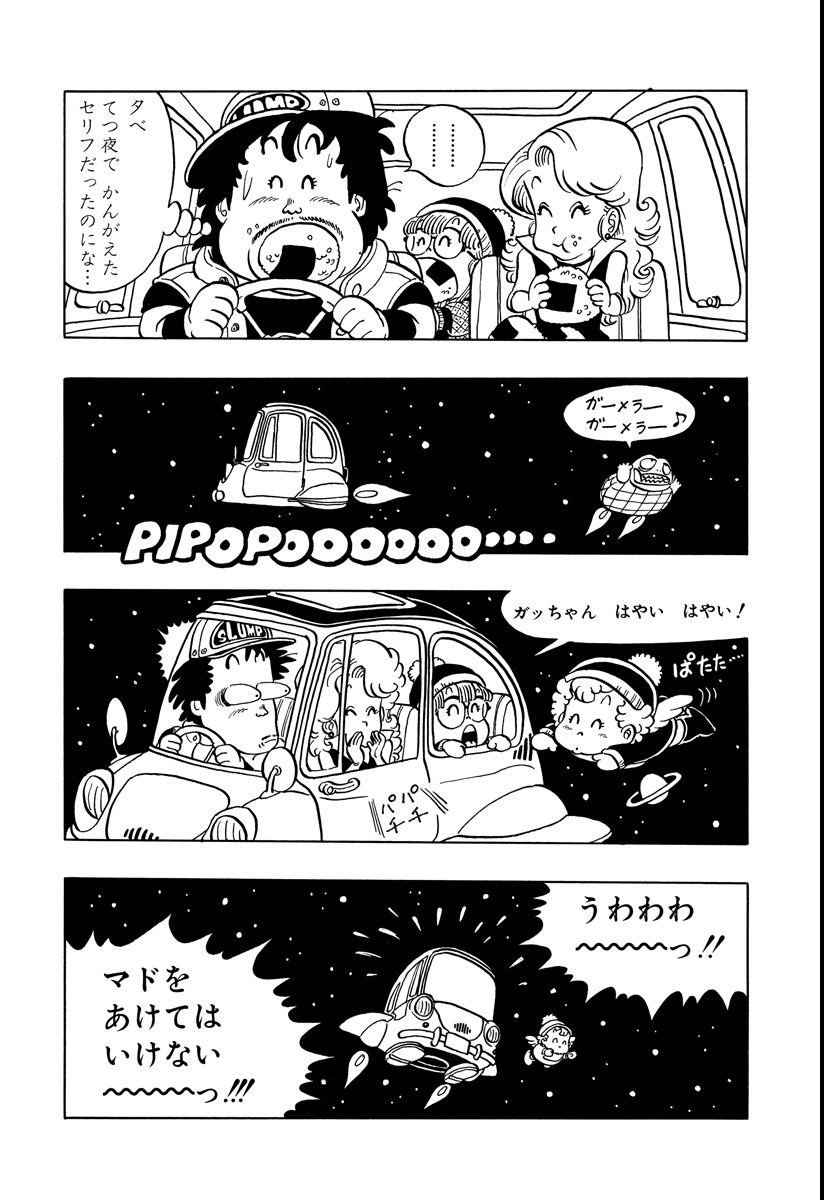 ………
………
夕べ
てつ夜で かんがえた
セリフだったのにな…
ガーメラー
ガーメラー♪
PIPOPOOOOOO・・・・
ガッちゃん はやい はやい!
SLUMP
ぱたた……
パチ
パチ
うわわわ
〜〜〜〜〜っ!!
マドを
あけては
いけない
〜〜〜〜〜っ!!!